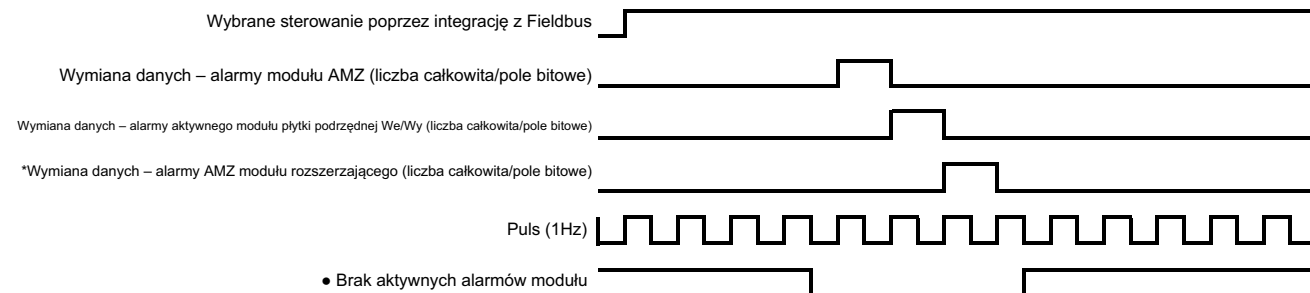 Wybrane sterowanie poprzez integrację z Fieldbus
Wymiana danych – alarmy modułu AMZ (liczba całkowita/pole bitowe)
Wymiana danych – alarmy aktywnego modułu płytki podrzędnej We/Wy (liczba całkowita/pole bitowe)
*Wymiana danych – alarmy AMZ modułu rozszerzającego (liczba całkowita/pole bitowe)
Puls (1Hz)
● Brak aktywnych alarmów modułu